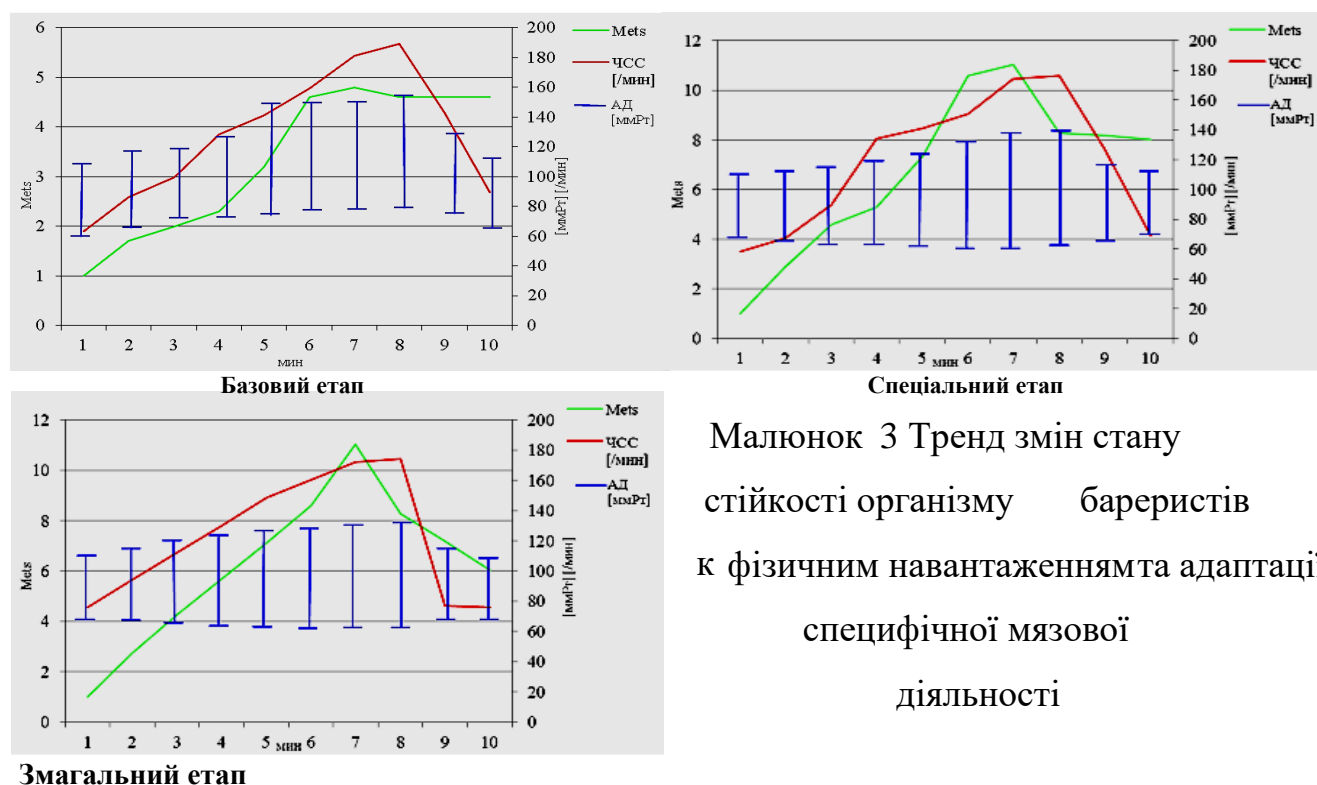 6
5
4
3
2
1
0
Mets
200
180
160
140
120
100
80
60
40
20
0
[ммРт] [/мин]
1 2 3 4 5 6 7 8 9 10
мин
Mets
ЧСС
[/мин]
АД
[ммРт]
Базовий етап
12
10
8
6
4
2
0
Mets
200
180
160
140
120
100
80
60
40
20
0
[ммРт] [/мин]
1 2 3 4 5 мин 6 7 8 9 10
Mets
ЧСС
[/мин]
АД
[ммРт]
Спеціальний етап
12
10
8
6
4
2
0
Mets
200
180
160
140
120
100
80
60
40
20
0
[ммРт] [/мин]
1 2 3 4 5 мин 6 7 8 9 10
Mets
ЧСС
[/мин]
АД
[ммРт]
Змагальний етап
Малюнок 3 Тренд змін стану
стійкості організму бареристів
к фізичним навантаженнямта адаптації
специфічної мязової
діяльності